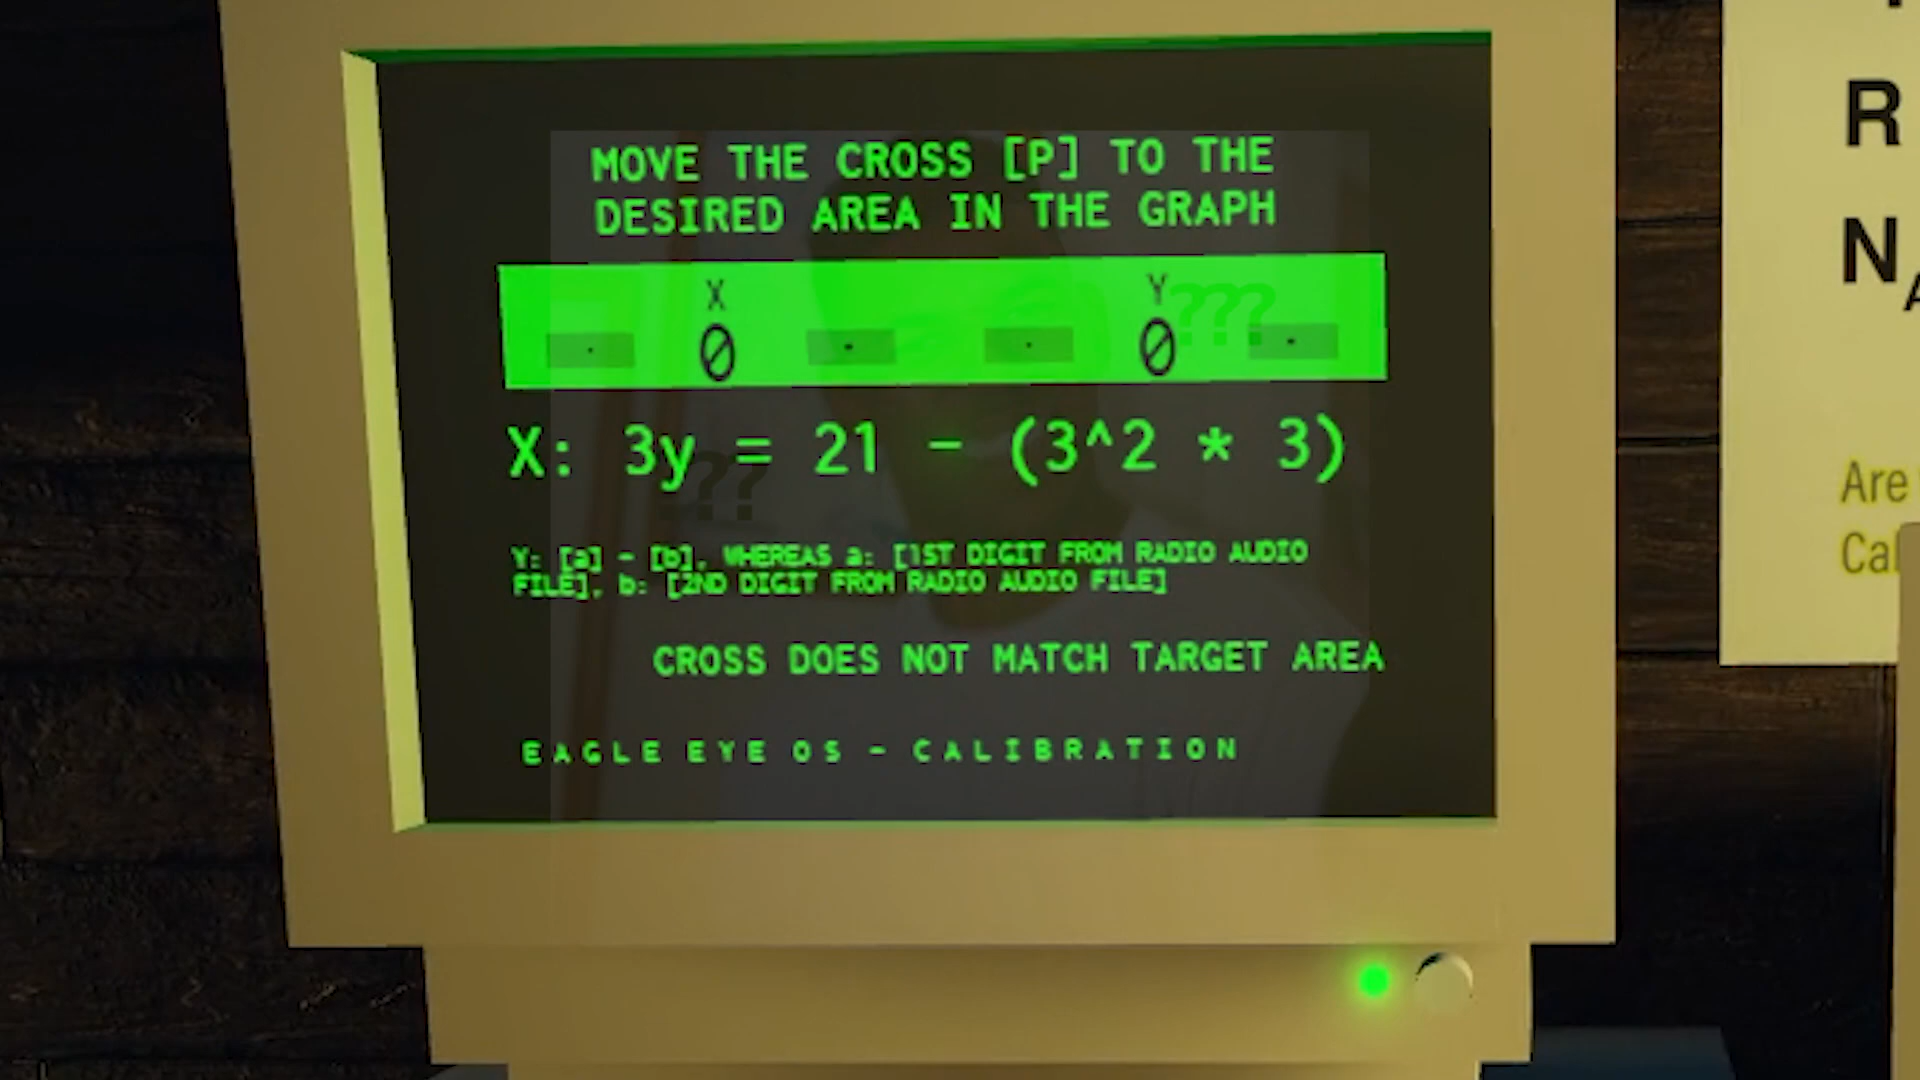 MOVE THE CROSS [P] TO THE
DESIRED AREA IN THE GRAPH
X
Y
???
0
0
X: 3y = 21 - (3^2 * 3)
??
Y: [a] - [b], WHEREAS a: [1ST DIGIT FROM RADIO AUDIO
FILE], b: [2ND DIGIT FROM RADIO AUDIO FILE]
CROSS DOES NOT MATCH TARGET AREA
EAGLE EYE OS - CALIBRATION
R
N
Are